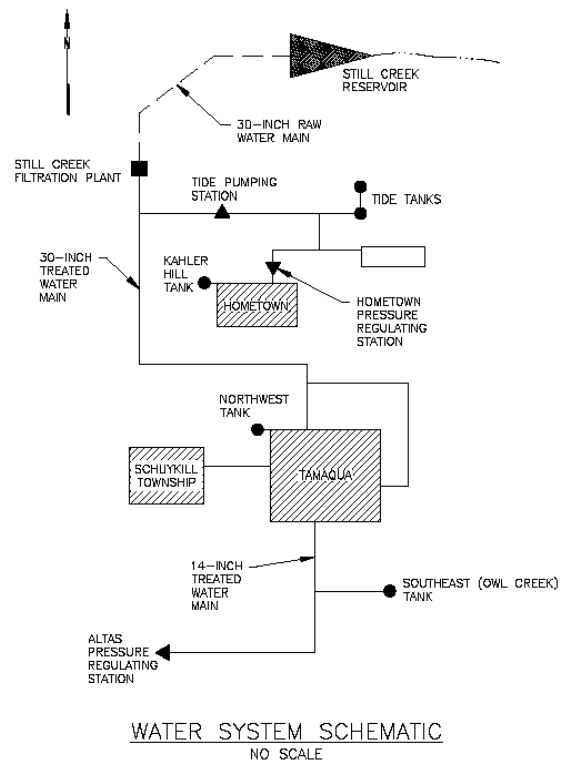 N
STILL CREEK
RESERVOIR
30-INCH RAW
WATER MAIN
STILL CREEK
FILTRATION PLANT
TIDE PUMPING
STATION
TIDE TANKS
30-INCH
TREATED
WATER
MAIN
KAHLER
HILL
TANK
HOMETOWN
HOMETOWN
PRESSURE
REGULATING
STATION
NORTHWEST
TANK
SCHUYKILL
TOWNSHIP
TAMAQUA
14-INCH
TREATED
WATER
MAIN
SOUTHEAST (OWL CREEK)
TANK
ALTAS
PRESSURE
REGULATING
STATION
WATER SYSTEM SCHEMATIC
NO SCALE